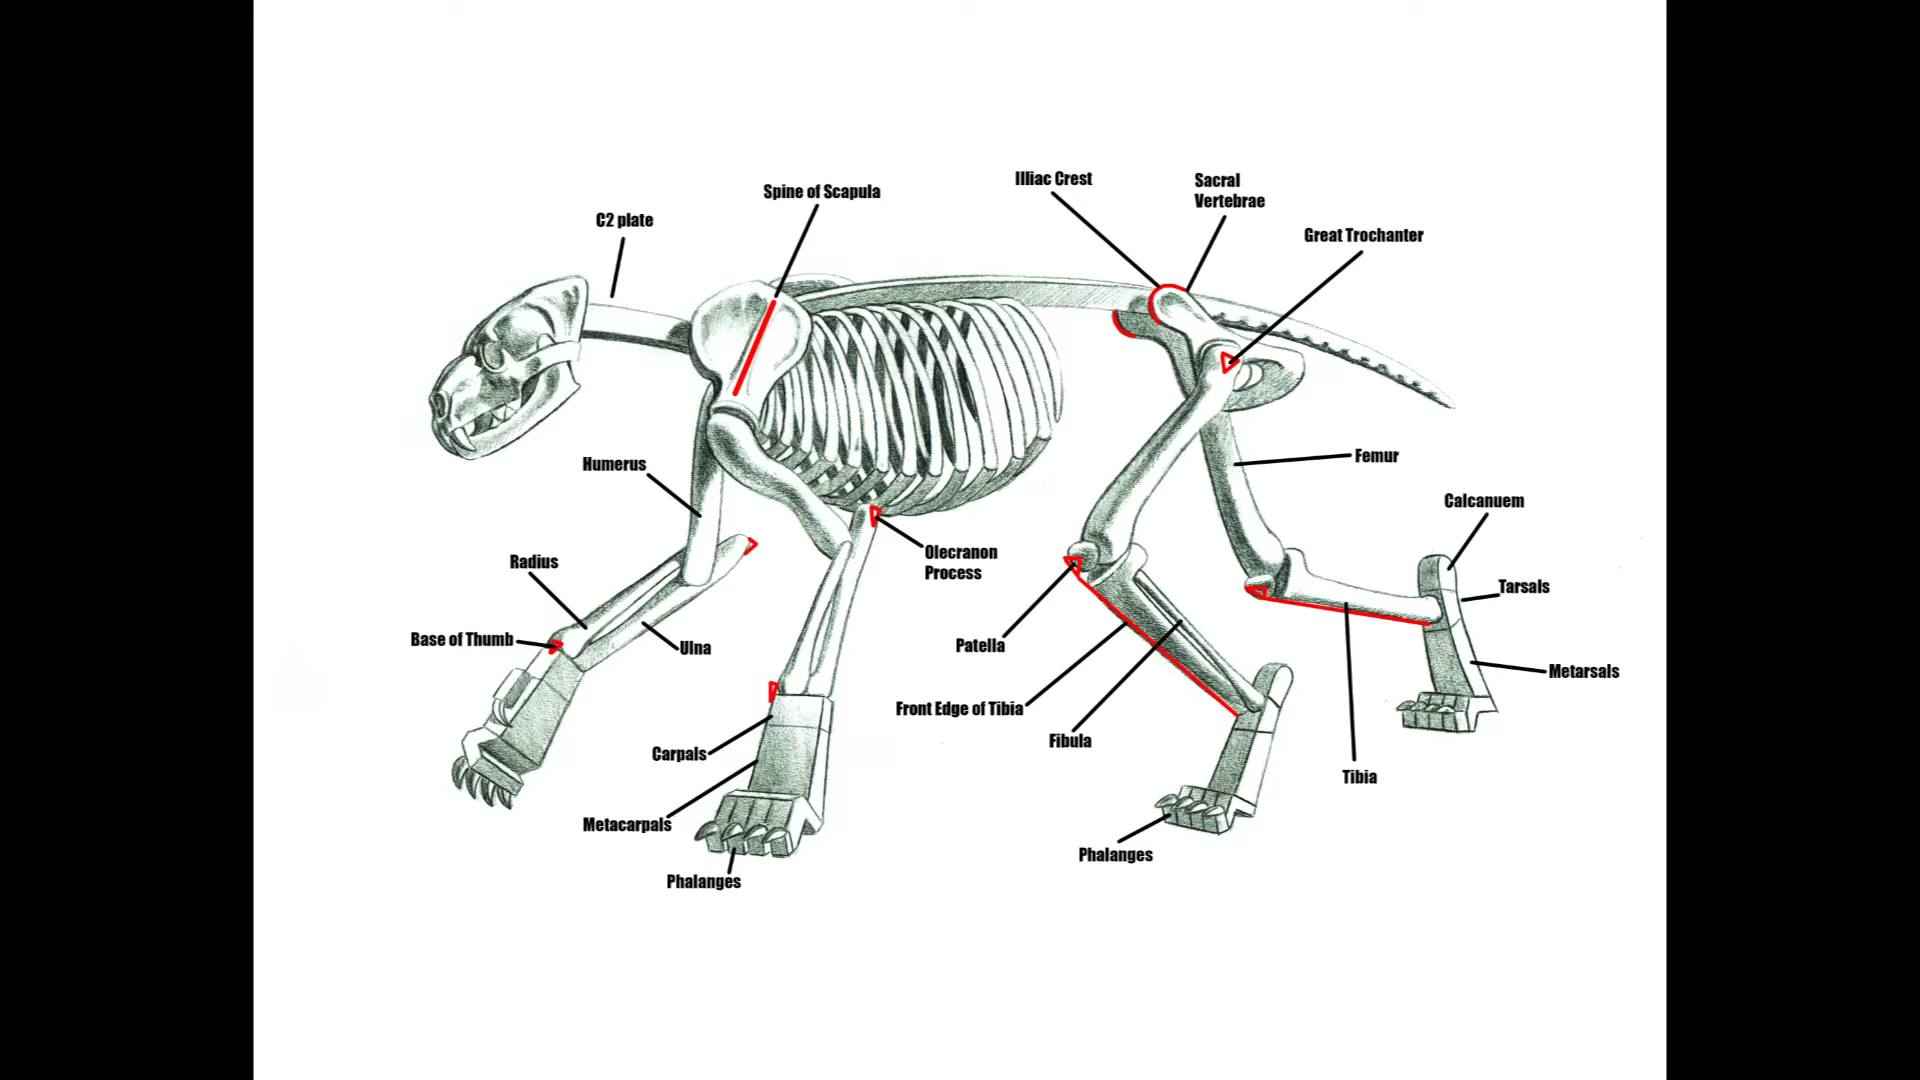 Illiac Crest
Sacral
Vertebrae
Spine of Scapula
C2 plate
Great Trochanter
Humerus
Femur
Calcanuem
Olecranon
Process
Radius
Tarsals
Base of Thumb
Ulna
Patella
Metarsals
Front Edge of Tibia
Fibula
Carpals
Tibia
Metacarpals
Phalanges
Phalanges